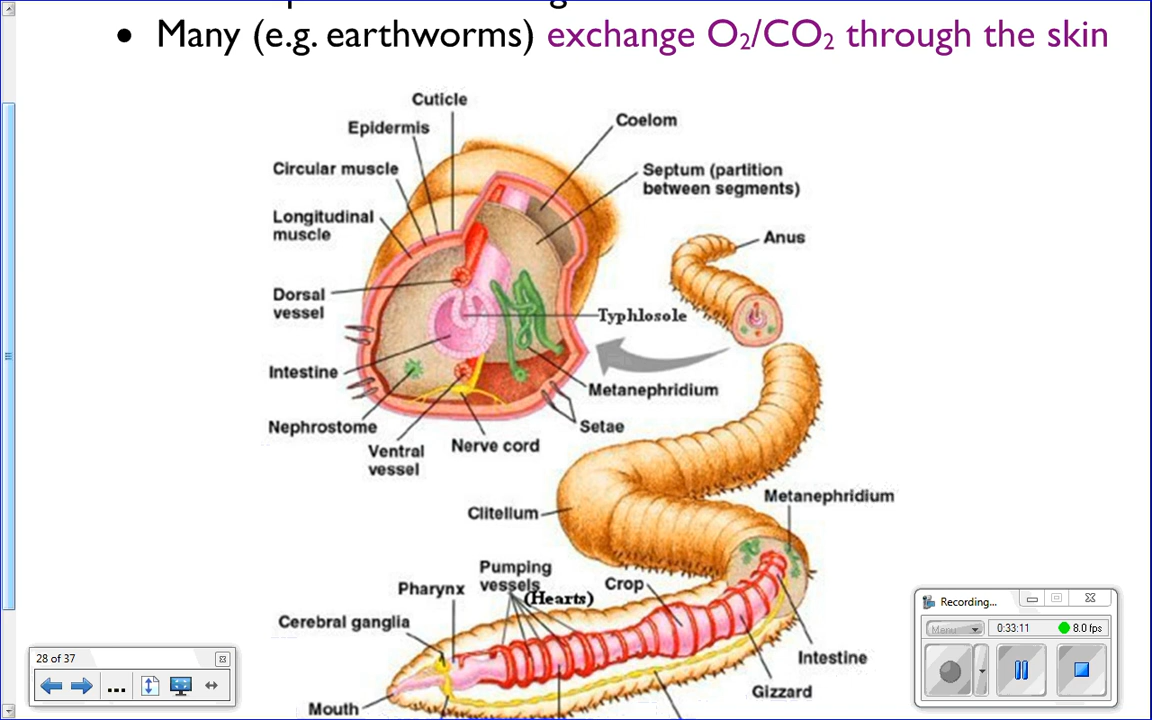 • Many (e.g. earthworms) exchange O₂/CO₂ through the skin
Cuticle
Epidermis
Coelom
Circular muscle
Septum (partition
between segments)
Longitudinal
muscle
Anus
Dorsal
vessel
Typhlosole
Intestine
Metanephridium
Nephrostome
Setae
Ventral
vessel
Nerve cord
Metanephridium
Clitellum
Pumping
vessels
(Hearts)
Pharynx
Crop
Cerebral ganglia
Intestine
Gizzard
Mouth
28 of 37
...
Recording...
Menu
0:33:11
8.0 fps